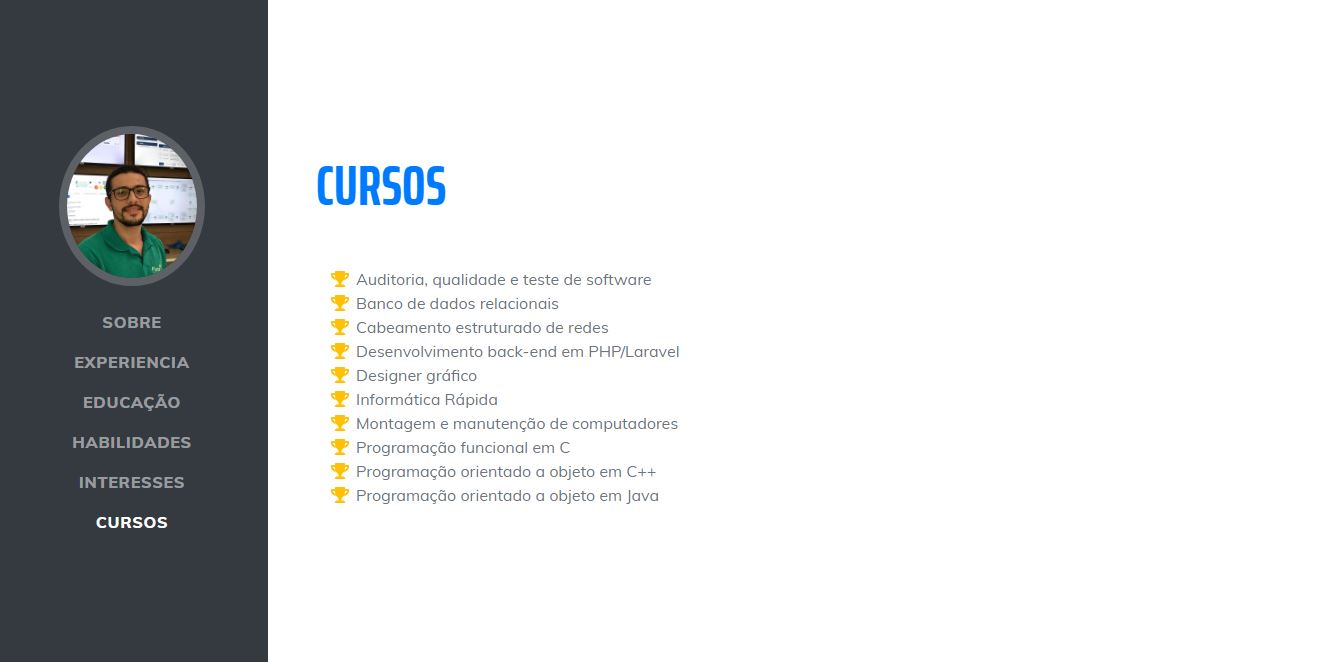 SOBRE
EXPERIENCIA
EDUCAÇÃO
HABILIDADES
INTERESSES
CURSOS
CURSOS
Auditoria, qualidade e teste de software
Banco de dados relacionais
Cabeamento estruturado de redes
Desenvolvimento back-end em PHP/Laravel
Designer gráfico
Informática Rápida
Montagem e manutenção de computadores
Programação funcional em C
Programação orientado a objeto em C++
Programação orientado a objeto em Java